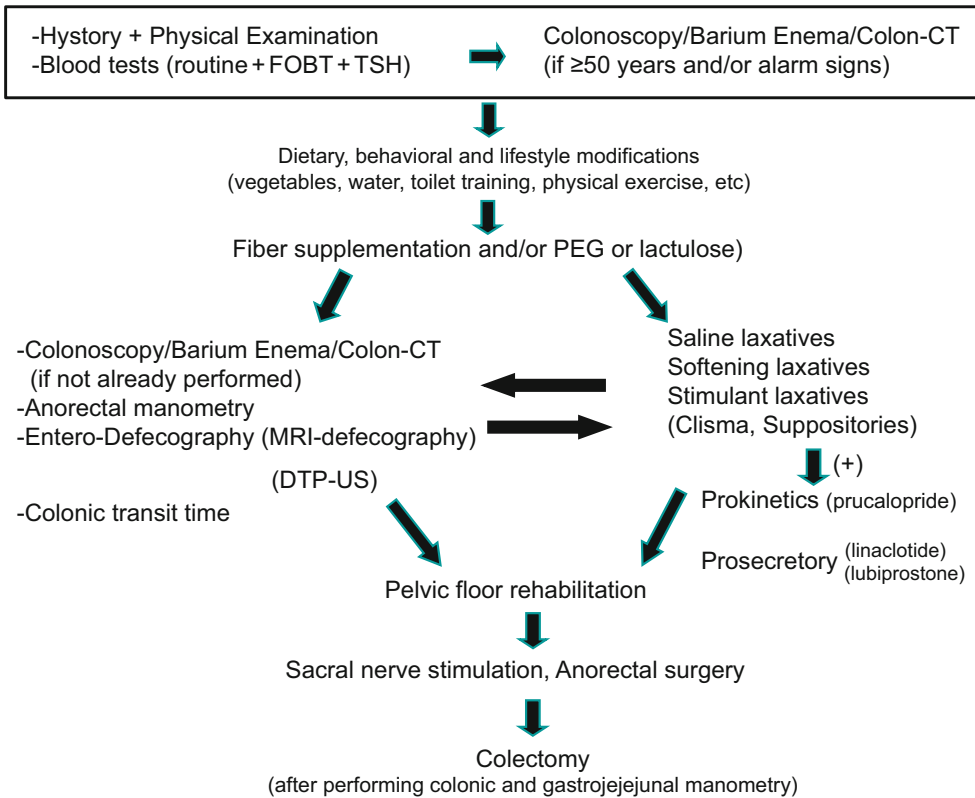 -Hystory + Physical Examination
-Blood tests (routine + FOBT + TSH)
Colonoscopy/Barium Enema/Colon-CT
(if ≥50 years and/or alarm signs)
Dietary, behavioral and lifestyle modifications
(vegetables, water, toilet training, physical exercise, etc)
Fiber supplementation and/or PEG or lactulose)
-Colonoscopy/Barium Enema/Colon-CT
(if not already performed)
-Anorectal manometry
-Entero-Defecography (MRI-defecography)
(DTP-US)
-Colonic transit time
Saline laxatives
Softening laxatives
Stimulant laxatives
(Clisma, Suppositories)
(+)
Prokinetics (prucalopride)
Prosecretory (linaclotide)
(lubiprostone)
Pelvic floor rehabilitation
Sacral nerve stimulation, Anorectal surgery
Colectomy
(after performing colonic and gastrojejejunal manometry)